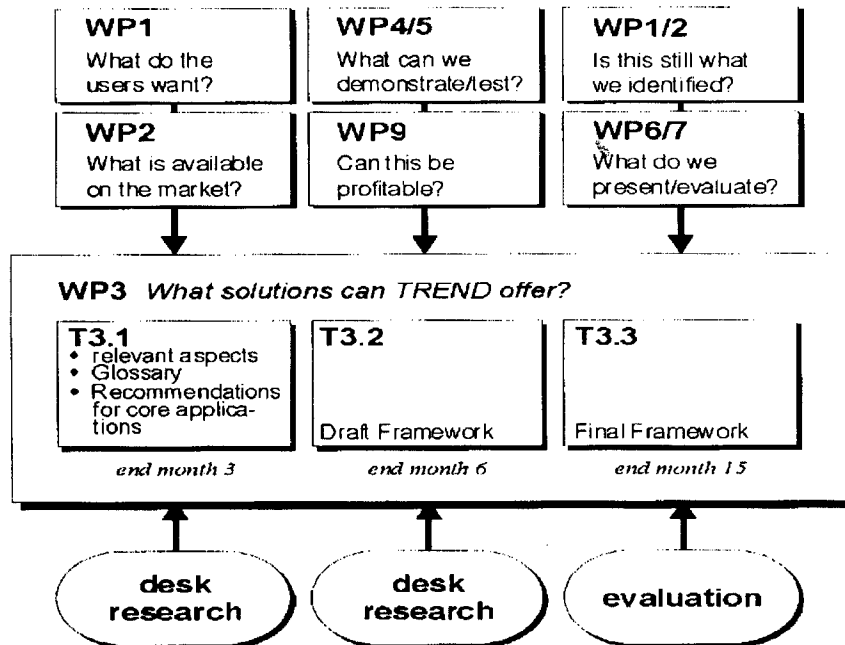 WP1
What do the
users want?
WP4/5
What can we
demonstrate/test?
WP1/2
Is this still what
we identified?
WP2
What is available
on the market?
WP9
Can this be
profitable?
WP6/7
What do we
present/evaluate?
WP3 What solutions can TREND offer?
T3.1
• relevant aspects
• Glossary
• Recommendations
for core applica-
tions
end month 3
T3.2
Draft Framework
end month 6
T3.3
Final Framework
end month 15
desk
research
desk
research
evaluation